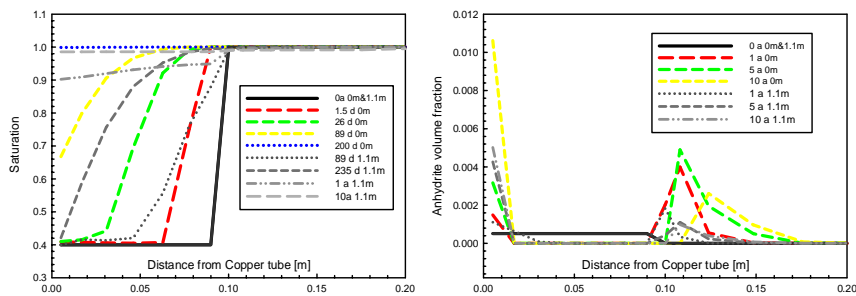 1.1
1.0
0.9
0.8
0.7
0.6
0.5
0.4
0.3
Saturation
0a 0m&1.1m
1.5 d 0m
26 d 0m
89 d 0m
200 d 0m
89 d 1.1m
235 d 1.1m
1 a 1.1m
10a 1.1m
Distance from Copper tube [m]
0.00 0.05 0.10 0.15 0.20
0.012
0.010
0.008
0.006
0.004
0.002
0.000
Anhydrite volume fraction
0 a 0m&1.1m
1 a 0m
5 a 0m
10 a 0m
1 a 1.1m
5 a 1.1m
10 a 1.1m
Distance from Copper tube [m]
0.00 0.05 0.10 0.15 0.20